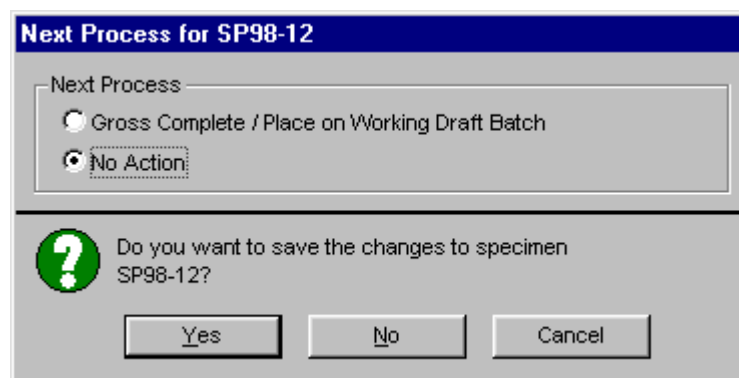 Next Process for SP98-12
Next Process
Gross Complete / Place on Working Draft Batch
No Action
Do you want to save the changes to specimen
SP98-12?
Yes
No
Cancel